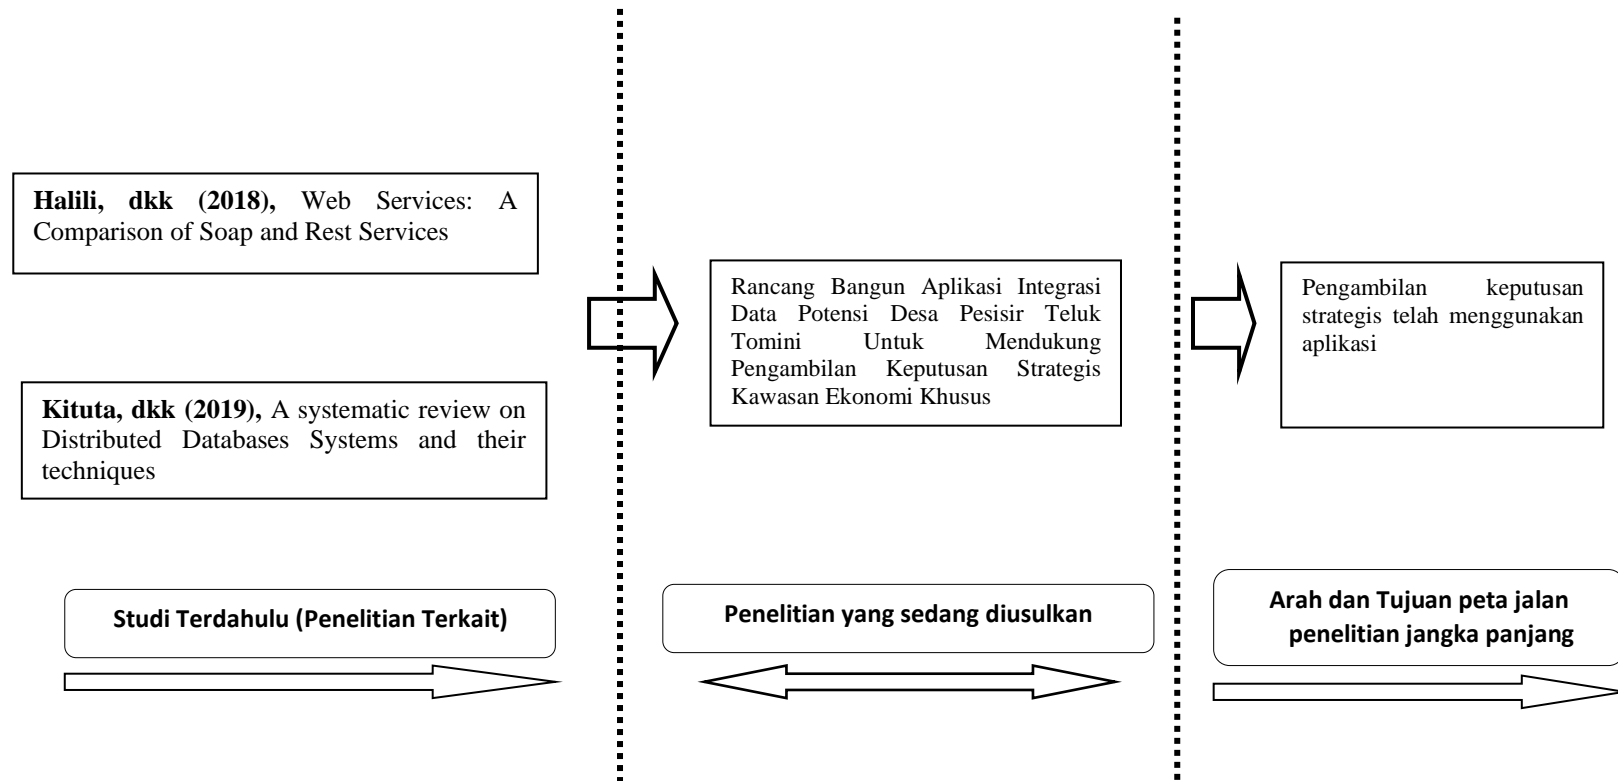 Halili, dkk (2018), Web Services: A
Comparison of Soap and Rest Services
Kituta, dkk (2019), A systematic review on
Distributed Databases Systems and their
techniques
Studi Terdahulu (Penelitian Terkait)
Rancang Bangun Aplikasi Integrasi
Data Potensi Desa Pesisir Teluk
Tomini Untuk Mendukung
Pengambilan Keputusan Strategis
Kawasan Ekonomi Khusus
Penelitian yang sedang diusulkan
Pengambilan keputusan
strategis telah menggunakan
aplikasi
Arah dan Tujuan peta jalan
penelitian jangka panjang